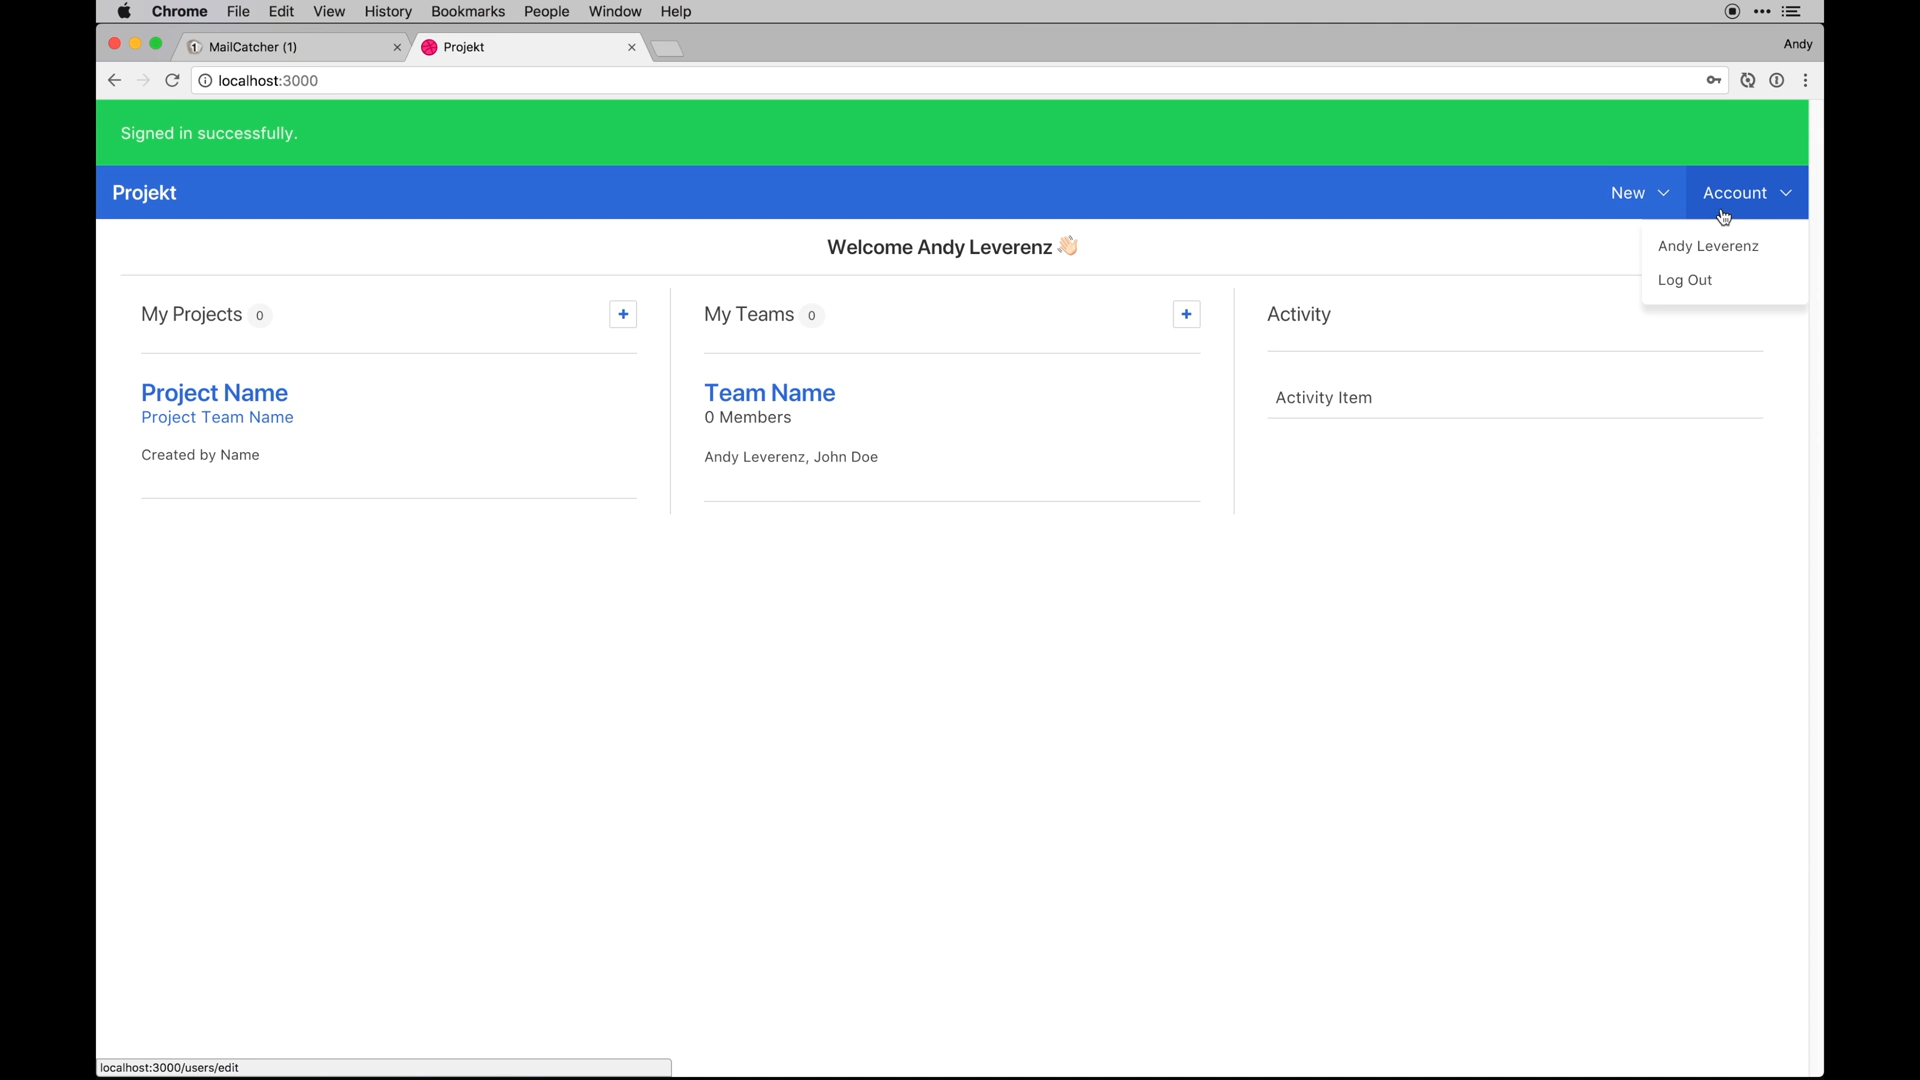 Chrome File Edit View History Bookmarks People Window Help
MailCatcher (1)
Projekt
Andy
localhost:3000
Signed in successfully.
Projekt
New
Account
Welcome Andy Leverenz 👋🏻
Andy Leverenz
Log Out
My Projects 0
+
Project Name
Project Team Name
Created by Name
My Teams 0
+
Team Name
0 Members
Andy Leverenz, John Doe
Activity
Activity Item
localhost:3000/users/edit